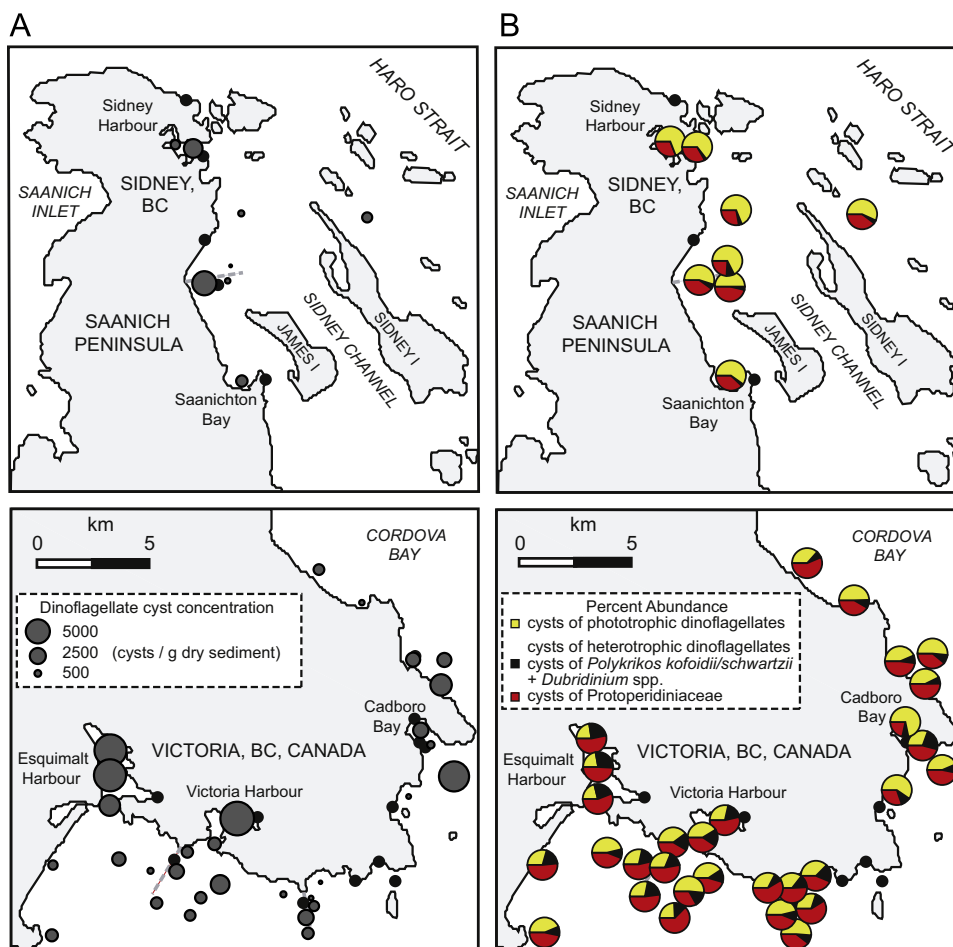 A
HARO STRAIT
Sidney
Harbour
SAANICH
INLET
SIDNEY,
BC
SAANICH
PENINSULA
JAMES I
SIDNEY CHANNEL
SIDNEY I
Saanichton
Bay
B
HARO STRAIT
Sidney
Harbour
SAANICH
INLET
SIDNEY,
BC
SAANICH
PENINSULA
JAMES I
SIDNEY CHANNEL
SIDNEY I
Saanichton
Bay
km
0 5
CORDOVA
BAY
Dinoflagellate cyst concentration
5000
2500 (cysts / g dry sediment)
500
Cadboro
Bay
Esquimalt
Harbour
VICTORIA, BC, CANADA
Victoria Harbour
km
0 5
CORDOVA
BAY
Percent Abundance
cysts of phototrophic dinoflagellates
cysts of heterotrophic dinoflagellates
cysts of Polykrikos kofoidii/schwartzii
+ Dubridinium spp.
cysts of Protoperidiniaceae
Cadboro
Bay
Esquimalt
Harbour
VICTORIA, BC, CANADA
Victoria Harbour